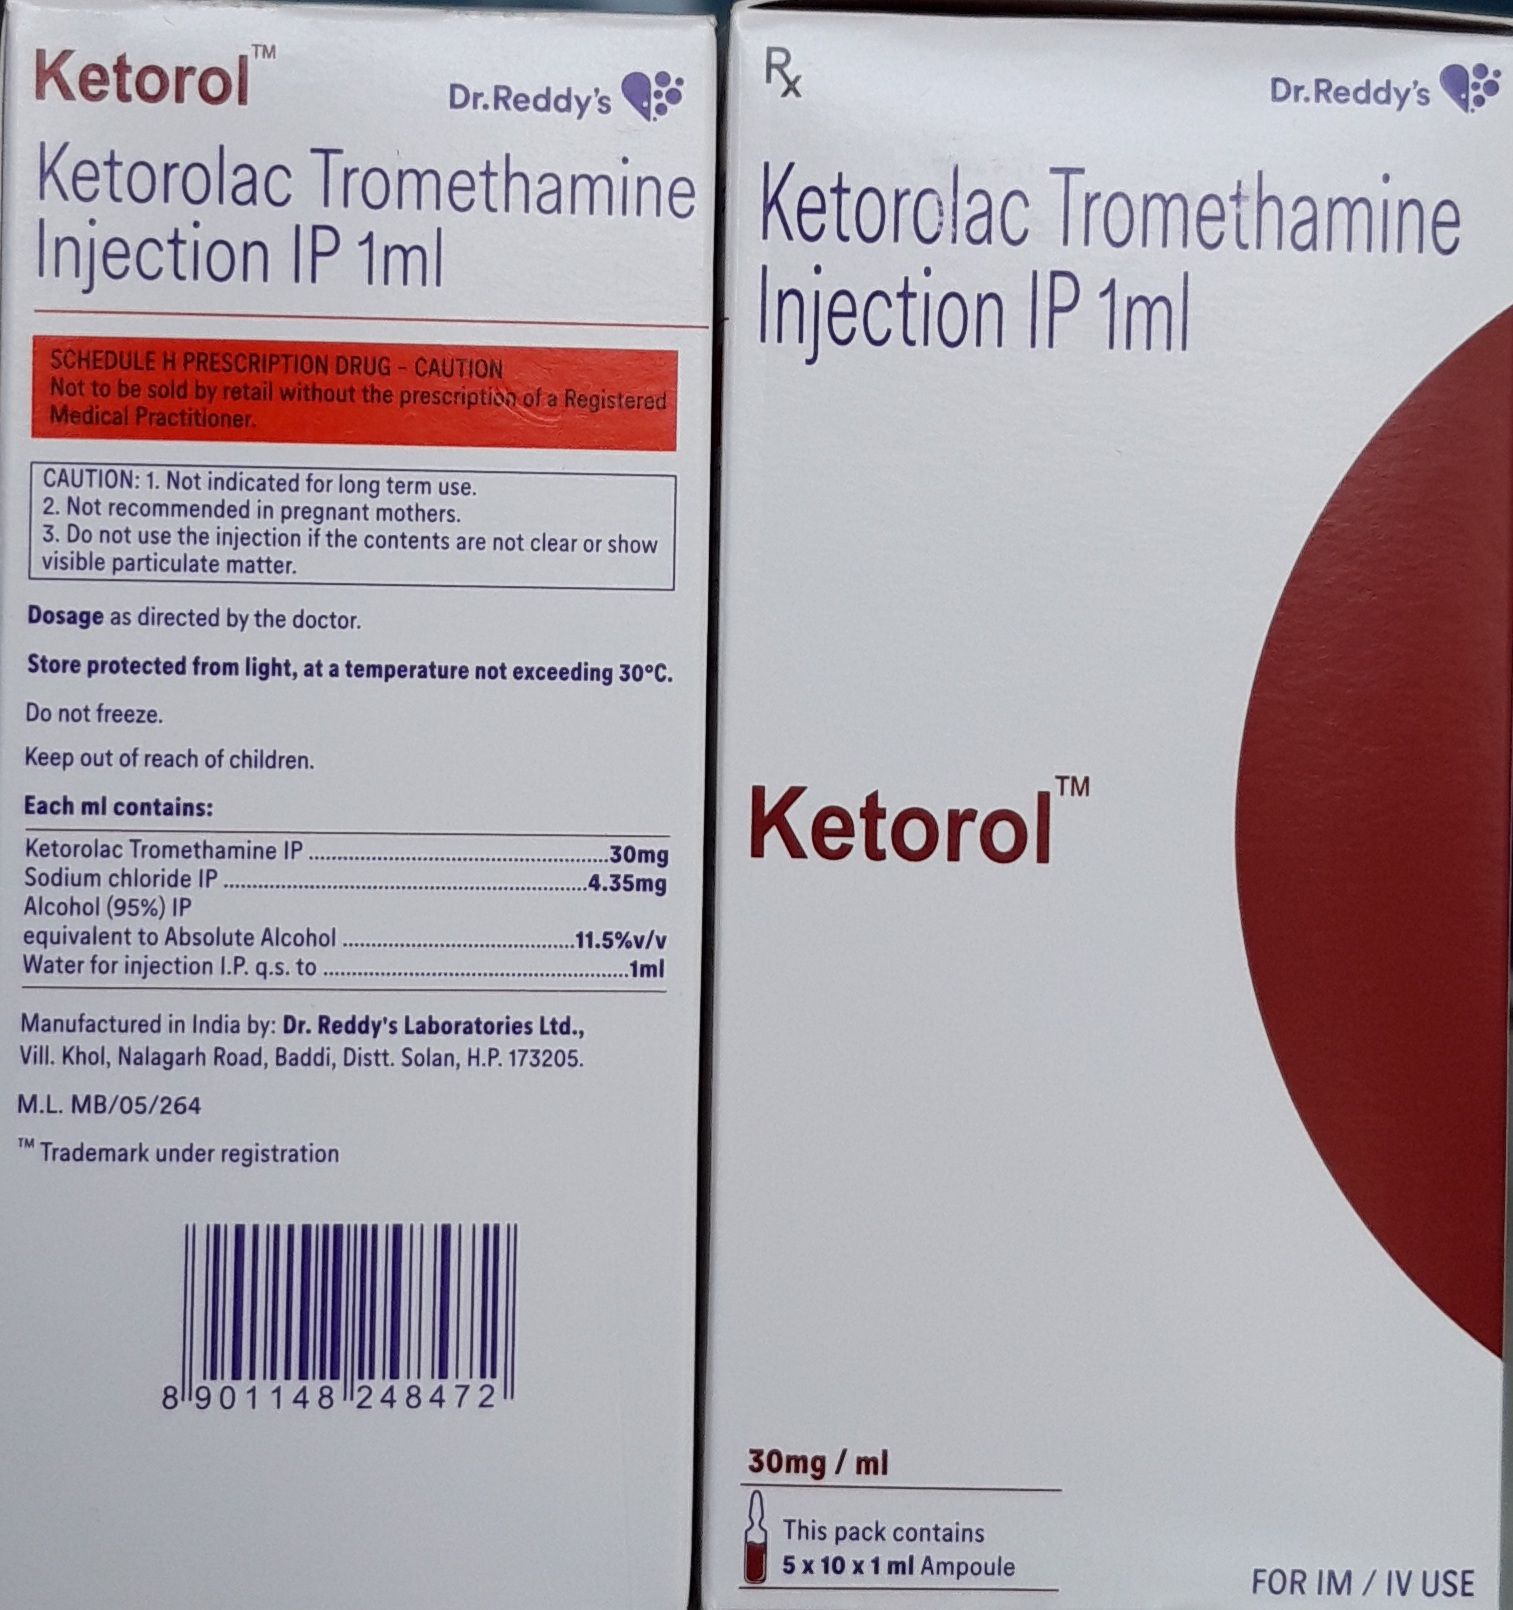 Ketorol™
Dr.Reddy's
Ketorolac Tromethamine
Injection IP 1ml
SCHEDULE H PRESCRIPTION DRUG - CAUTION
Not to be sold by retail without the prescription of a Registered
Medical Practitioner.
CAUTION: 1. Not indicated for long term use.
2. Not recommended in pregnant mothers.
3. Do not use the injection if the contents are not clear or show
visible particulate matter.
Dosage as directed by the doctor.
Store protected from light, at a temperature not exceeding 30°C.
Do not freeze.
Keep out of reach of children.
Each ml contains:
Ketorolac Tromethamine IP ........ 30mg
Sodium chloride IP ........ 4.35mg
Alcohol (95%) IP
equivalent to Absolute Alcohol ........ 11.5%v/v
Water for injection I.P. q.s. to ........ 1ml
Manufactured in India by: Dr. Reddy's Laboratories Ltd.,
Vill. Khol, Nalagarh Road, Baddi, Distt. Solan, H.P. 173205.
M.L. MB/05/264
™ Trademark under registration
8 901148 248472
Rx
Dr.Reddy's
Ketorolac Tromethamine
Injection IP 1ml
Ketorol™
30mg / ml
This pack contains
5 x 10 x 1 ml Ampoule
FOR IM / IV USE